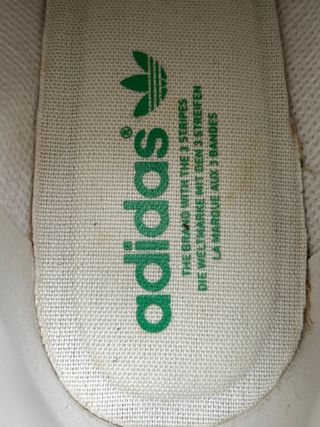 adidas®
THE BRAND WITH THE 3 STRIPES
DIE WELTMARKE MIT DEN 3 STREIFEN
LA MARQUE AUX 3 BANDES